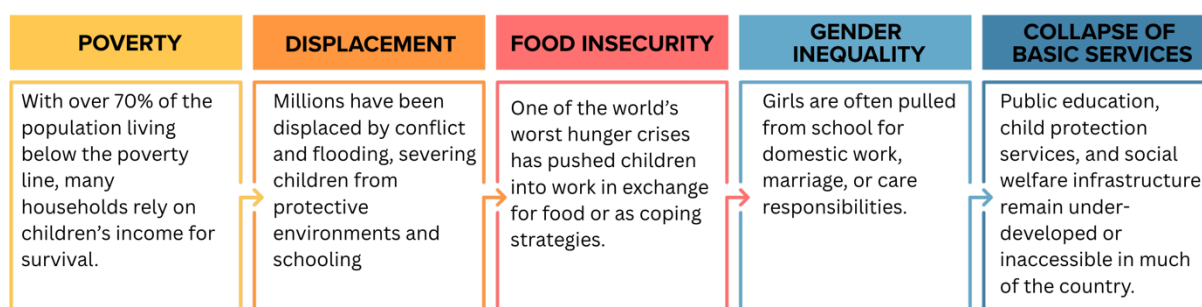 POVERTY
With over 70% of the
population living
below the poverty
line, many
households rely on
children’s income for
survival.
DISPLACEMENT
Millions have been
displaced by conflict
and flooding, severing
children from
protective
environments and
schooling
FOOD INSECURITY
One of the world’s
worst hunger crises
has pushed children
into work in exchange
for food or as coping
strategies.
GENDER
INEQUALITY
Girls are often pulled
from school for
domestic work,
marriage, or care
responsibilities.
COLLAPSE OF
BASIC SERVICES
Public education,
child protection
services, and social
welfare infrastructure
remain under-
developed or
inaccessible in much
of the country.